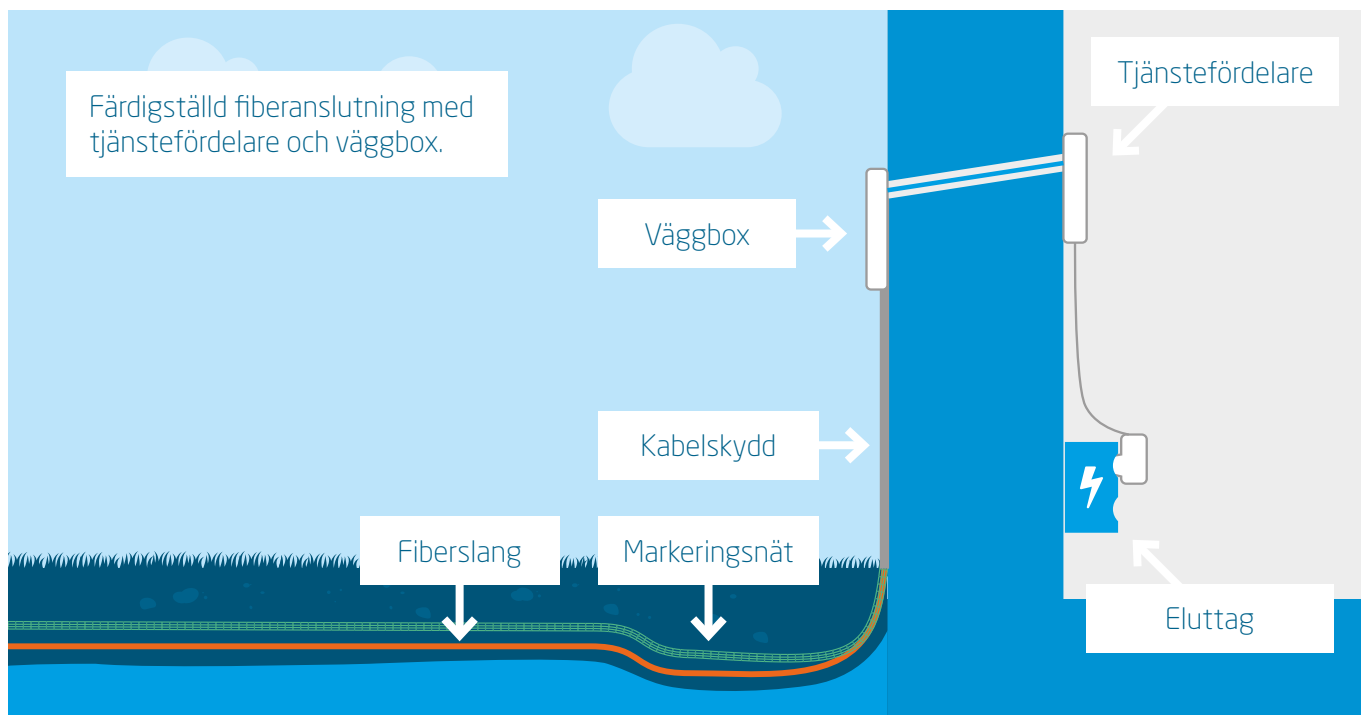 Färdigställd fiberanslutning med
tjänstefördelare och väggbox.
Tjänstefördelare
Väggbox
Kabelskydd
Fiberslang
Markeringsnät
Eluttag